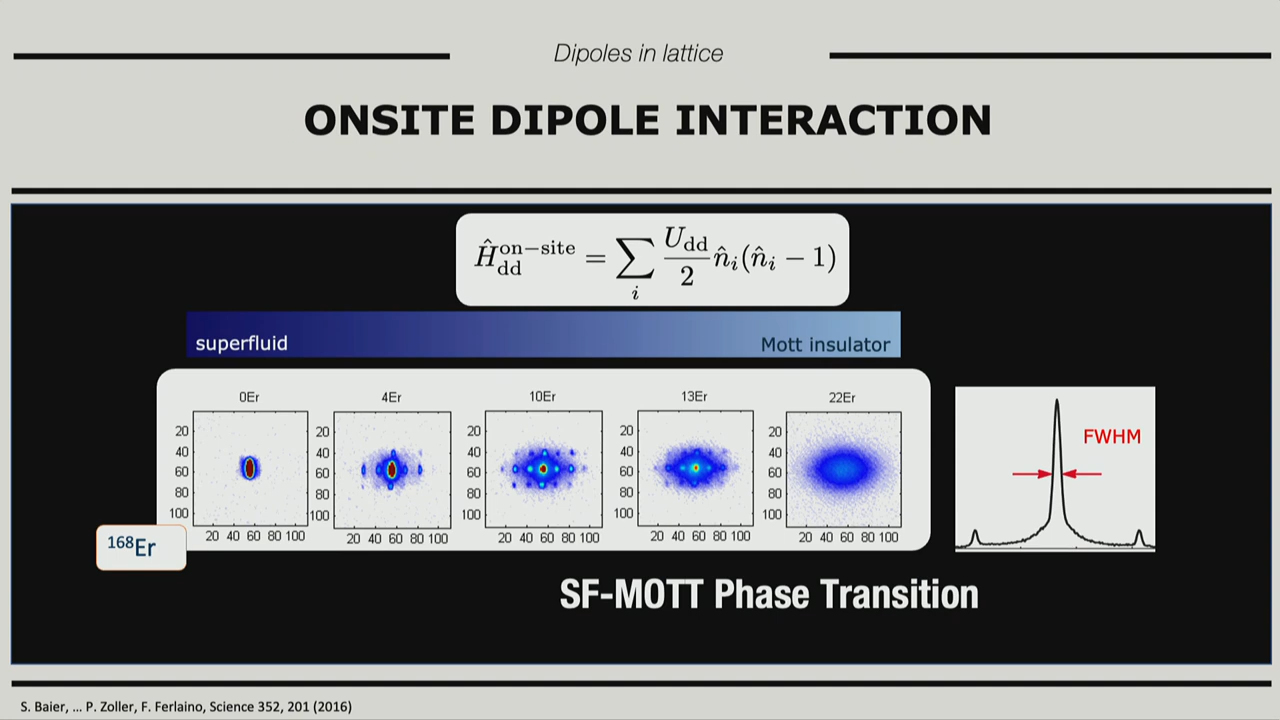 Dipoles in lattice
ONSITE DIPOLE INTERACTION
Ĥ_dd^on−site = ∑_i U_dd/2 n̂_i(n̂_i − 1)
superfluid
Mott insulator
0Er
4Er
10Er
13Er
22Er
20
40
60
80
100
20 40 60 80 100
20
40
60
80
100
20 40 60 80 100
20
40
60
80
100
20 40 60 80 100
20
40
60
80
100
20 40 60 80 100
20
40
60
80
100
20 40 60 80 100
FWHM
¹⁶⁸Er
SF-MOTT Phase Transition
S. Baier, ... P. Zoller, F. Ferlaino, Science 352, 201 (2016)